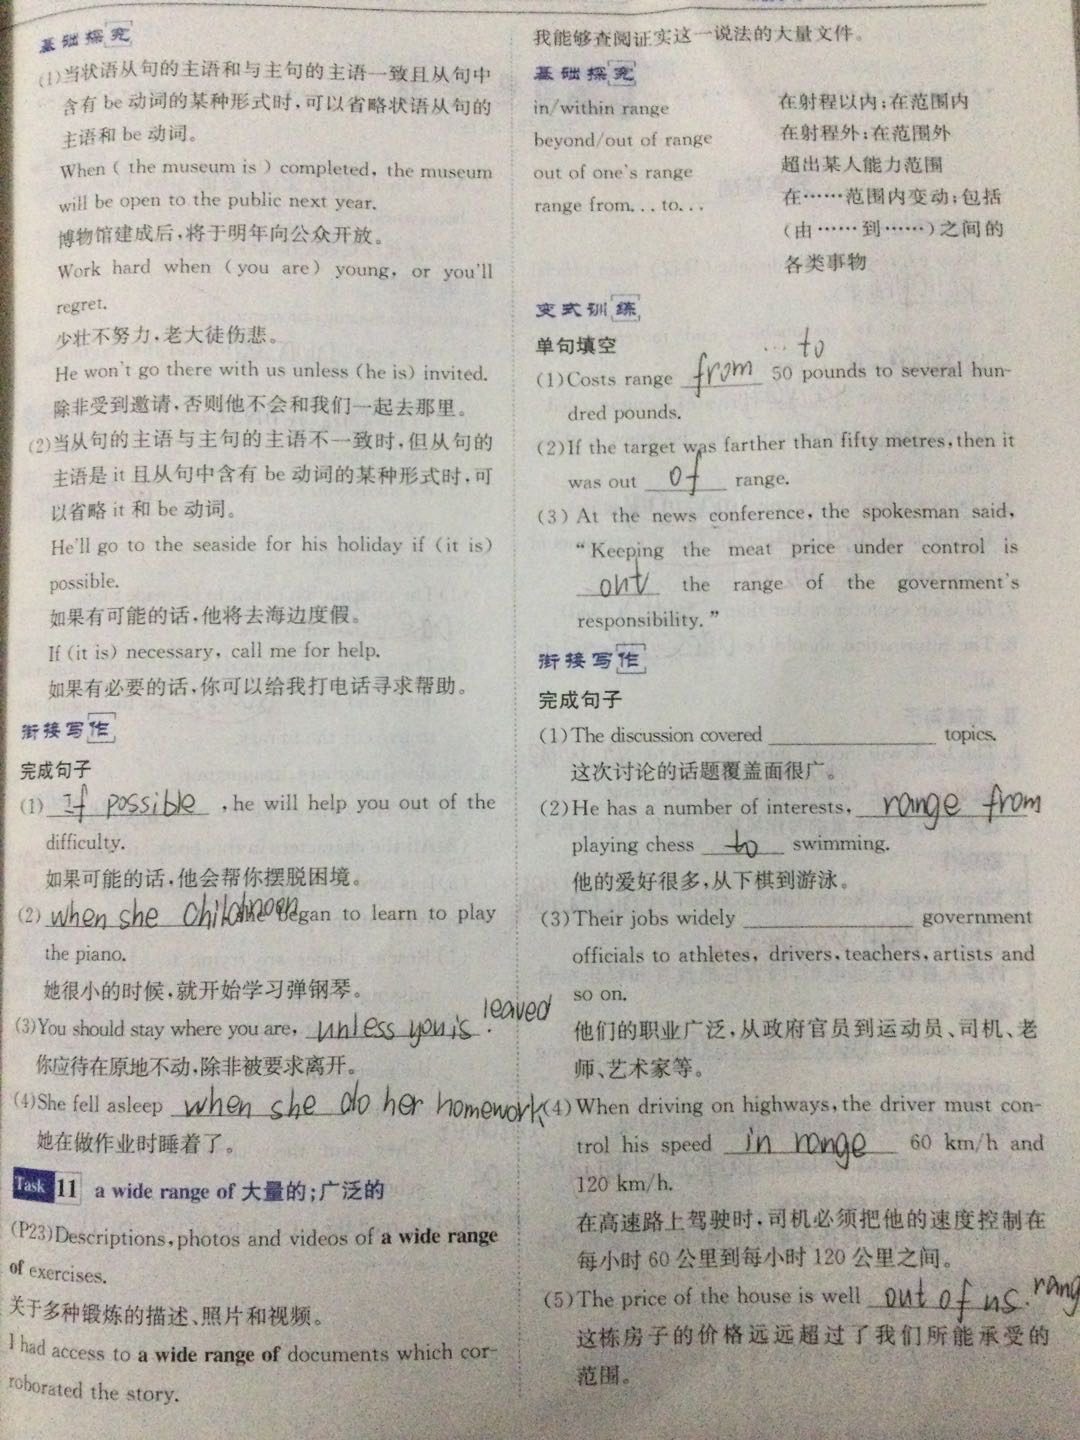 基础探究
(1)当状语从句的主语和与主句的主语一致且从句中
含有 be 动词的某种形式时,可以省略状语从句的
主语和 be 动词。
When ( the museum is ) completed, the museum
will be open to the public next year.
博物馆建成后,将于明年向公众开放。
Work hard when (you are) young, or you'll
regret.
少壮不努力,老大徒伤悲。
He won't go there with us unless (he is) invited.
除非受到邀请,否则他不会和我们一起去那里。
(2)当从句的主语与主句的主语不一致时,但从句的
主语是 it 且从句中含有 be 动词的某种形式时,可
以省略 it 和 be 动词。
He'll go to the seaside for his holiday if (it is)
possible.
如果有可能的话,他将去海边度假。
If (it is) necessary, call me for help.
如果有必要的话,你可以给我打电话寻求帮助。
衔接写作
完成句子
(1) If possible , he will help you out of the
difficulty.
如果可能的话,他会帮你摆脱困境。
(2) when she began to learn to play
the piano.
她很小的时候,就开始学习弹钢琴。
(3)You should stay where you are, unless you is leaved.
你应待在原地不动,除非被要求离开。
(4)She fell asleep when she do her homework
她在做作业时睡着了。
Task 11 a wide range of 大量的;广泛的
(P23)Descriptions, photos and videos of a wide range
of exercises.
关于多种锻炼的描述、照片和视频。
I had access to a wide range of documents which cor-
roborated the story.
我能够查阅证实这一说法的大量文件。
基础探究
in/within range 在射程以内;在范围内
beyond/out of range 在射程外;在范围外
out of one's range 超出某人能力范围
range from...to... 在……范围内变动;包括
(由……到……)之间的
各类事物
变式训练
单句填空 ... to
(1)Costs range from 50 pounds to several hun-
dred pounds.
(2)If the target was farther than fifty metres, then it
was out of range.
(3) At the news conference, the spokesman said,
"Keeping the meat price under control is
out the range of the government's
responsibility."
衔接写作
完成句子
(1)The discussion covered ____ topics.
这次讨论的话题覆盖面很广。
(2)He has a number of interests, range from
playing chess to swimming.
他的爱好很多,从下棋到游泳。
(3)Their jobs widely ____ government
officials to athletes, drivers, teachers, artists and
so on.
他们的职业广泛,从政府官员到运动员、司机、老
师、艺术家等。
(4)When driving on highways, the driver must con-
trol his speed in range 60 km/h and
120 km/h.
在高速路上驾驶时,司机必须把他的速度控制在
每小时 60 公里到每小时 120 公里之间。
(5)The price of the house is well out of us. rang
这栋房子的价格远远超过了我们所能承受的
范围。